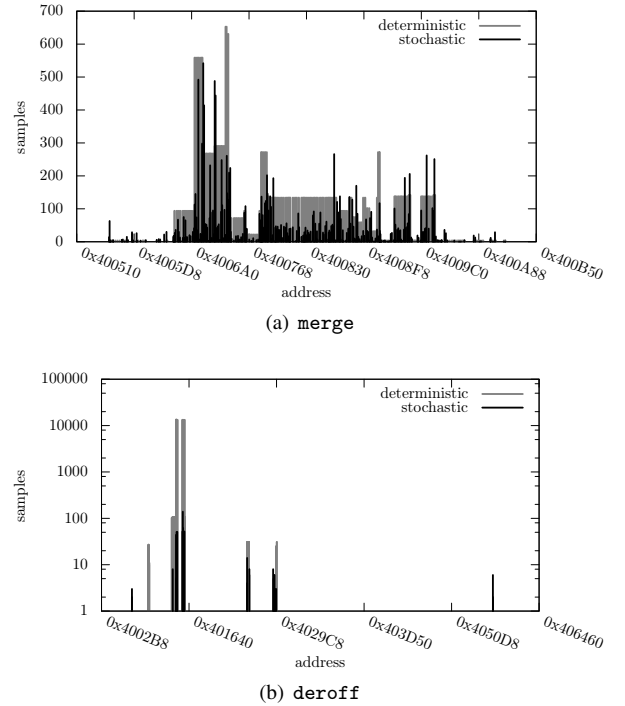 700
600
500
400
300
200
100
0
samples
deterministic
stochastic
0x400510
0x4005D8
0x4006A0
0x400768
0x400830
0x4008F8
0x4009C0
0x400A88
0x400B50
address
(a) merge
100000
10000
1000
100
10
1
samples
deterministic
stochastic
0x4002B8
0x401640
0x4029C8
0x403D50
0x4050D8
0x406460
address
(b) deroff